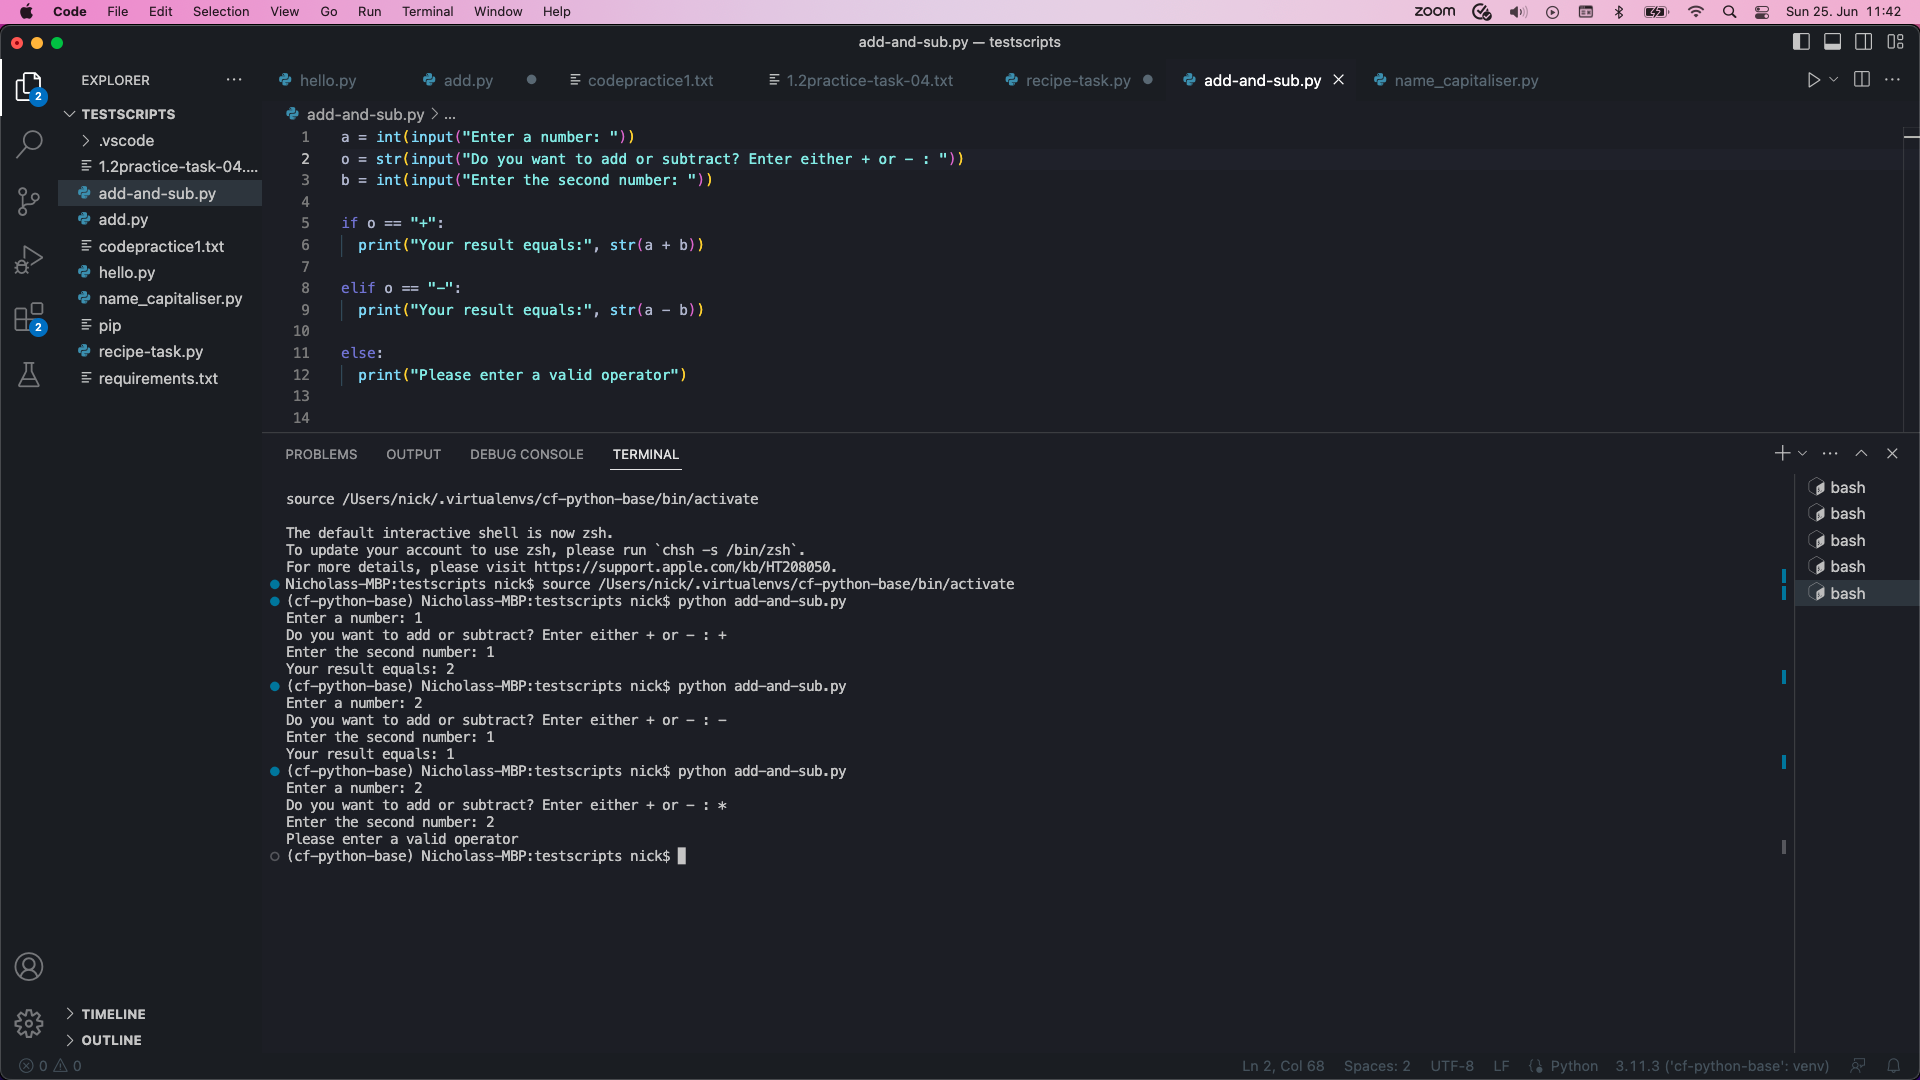 Code File Edit Selection View Go Run Terminal Window Help zoom Sun 25. Jun 11:42
add-and-sub.py — testscripts
EXPLORER
hello.py add.py codepractice1.txt 1.2practice-task-04.txt recipe-task.py add-and-sub.py name_capitaliser.py
2
TESTSCRIPTS
.vscode
1.2practice-task-04....
add-and-sub.py
add.py
codepractice1.txt
hello.py
name_capitaliser.py
pip
recipe-task.py
requirements.txt
2
add-and-sub.py > ...
1 a = int(input("Enter a number: "))
2 o = str(input("Do you want to add or subtract? Enter either + or - : "))
3 b = int(input("Enter the second number: "))
4
5 if o == "+":
6 print("Your result equals:", str(a + b))
7
8 elif o == "-":
9 print("Your result equals:", str(a - b))
10
11 else:
12 print("Please enter a valid operator")
13
14
PROBLEMS OUTPUT DEBUG CONSOLE TERMINAL
source /Users/nick/.virtualenvs/cf-python-base/bin/activate
The default interactive shell is now zsh.
To update your account to use zsh, please run `chsh -s /bin/zsh`.
For more details, please visit https://support.apple.com/kb/HT208050.
Nicholass-MBP:testscripts nick$ source /Users/nick/.virtualenvs/cf-python-base/bin/activate
(cf-python-base) Nicholass-MBP:testscripts nick$ python add-and-sub.py
Enter a number: 1
Do you want to add or subtract? Enter either + or - : +
Enter the second number: 1
Your result equals: 2
(cf-python-base) Nicholass-MBP:testscripts nick$ python add-and-sub.py
Enter a number: 2
Do you want to add or subtract? Enter either + or - : -
Enter the second number: 1
Your result equals: 1
(cf-python-base) Nicholass-MBP:testscripts nick$ python add-and-sub.py
Enter a number: 2
Do you want to add or subtract? Enter either + or - : *
Enter the second number: 2
Please enter a valid operator
(cf-python-base) Nicholass-MBP:testscripts nick$
bash
bash
bash
bash
bash
TIMELINE
OUTLINE
0 0 Ln 2, Col 68 Spaces: 2 UTF-8 LF Python 3.11.3 ('cf-python-base': venv)